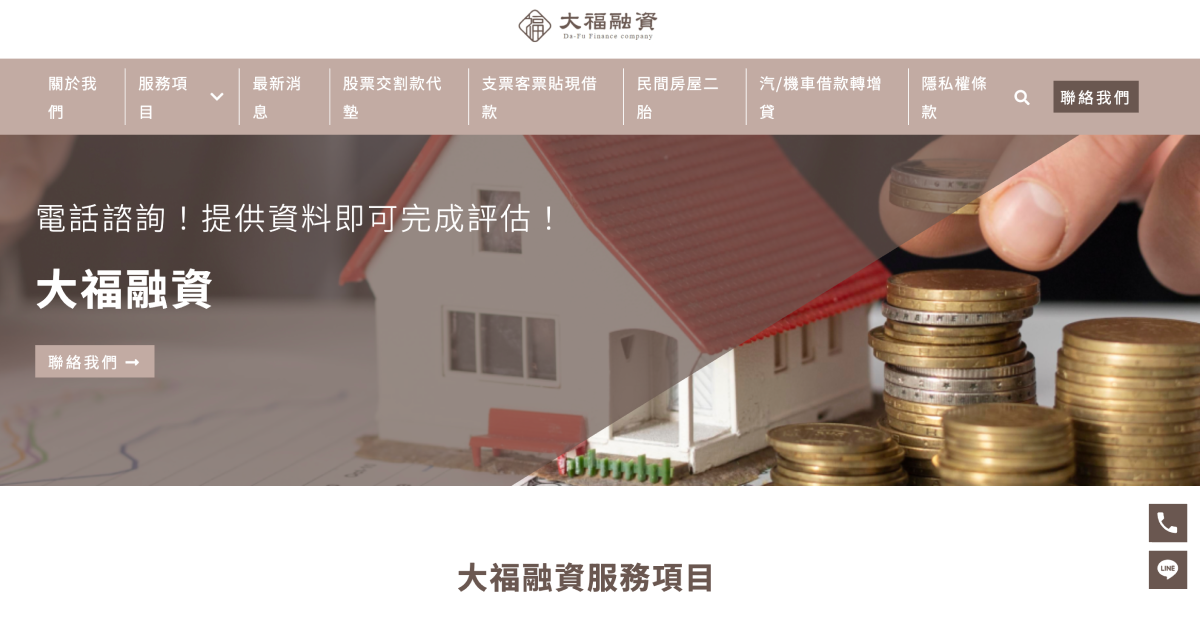 福 大福融資
Da-Fu Finance company
關於我們
服務項目
最新消息
股票交割款代墊
支票客票貼現借款
民間房屋二胎
汽/機車借款轉增貸
隱私權條款
聯絡我們
電話諮詢！提供資料即可完成評估！
大福融資
聯絡我們
大福融資服務項目
LINE